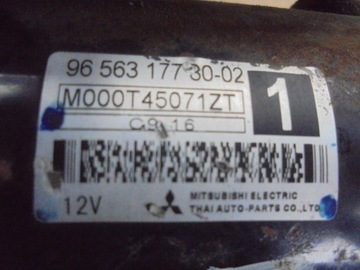 96 563 177 30-02
M000T45071ZT
1
C9 16
12V
MITSUBISHI ELECTRIC
THAI AUTO-PARTS CO.,LTD